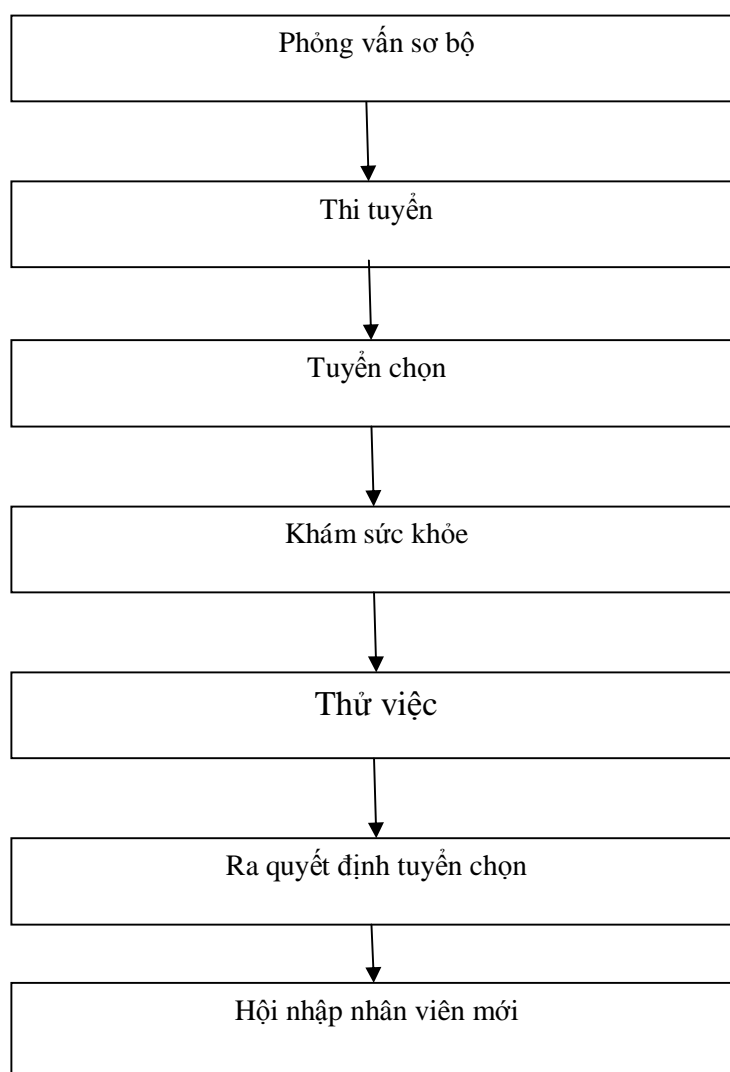 Phỏng vấn sơ bộ
Thi tuyển
Tuyển chọn
Khám sức khỏe
Thử việc
Ra quyết định tuyển chọn
Hội nhập nhân viên mới